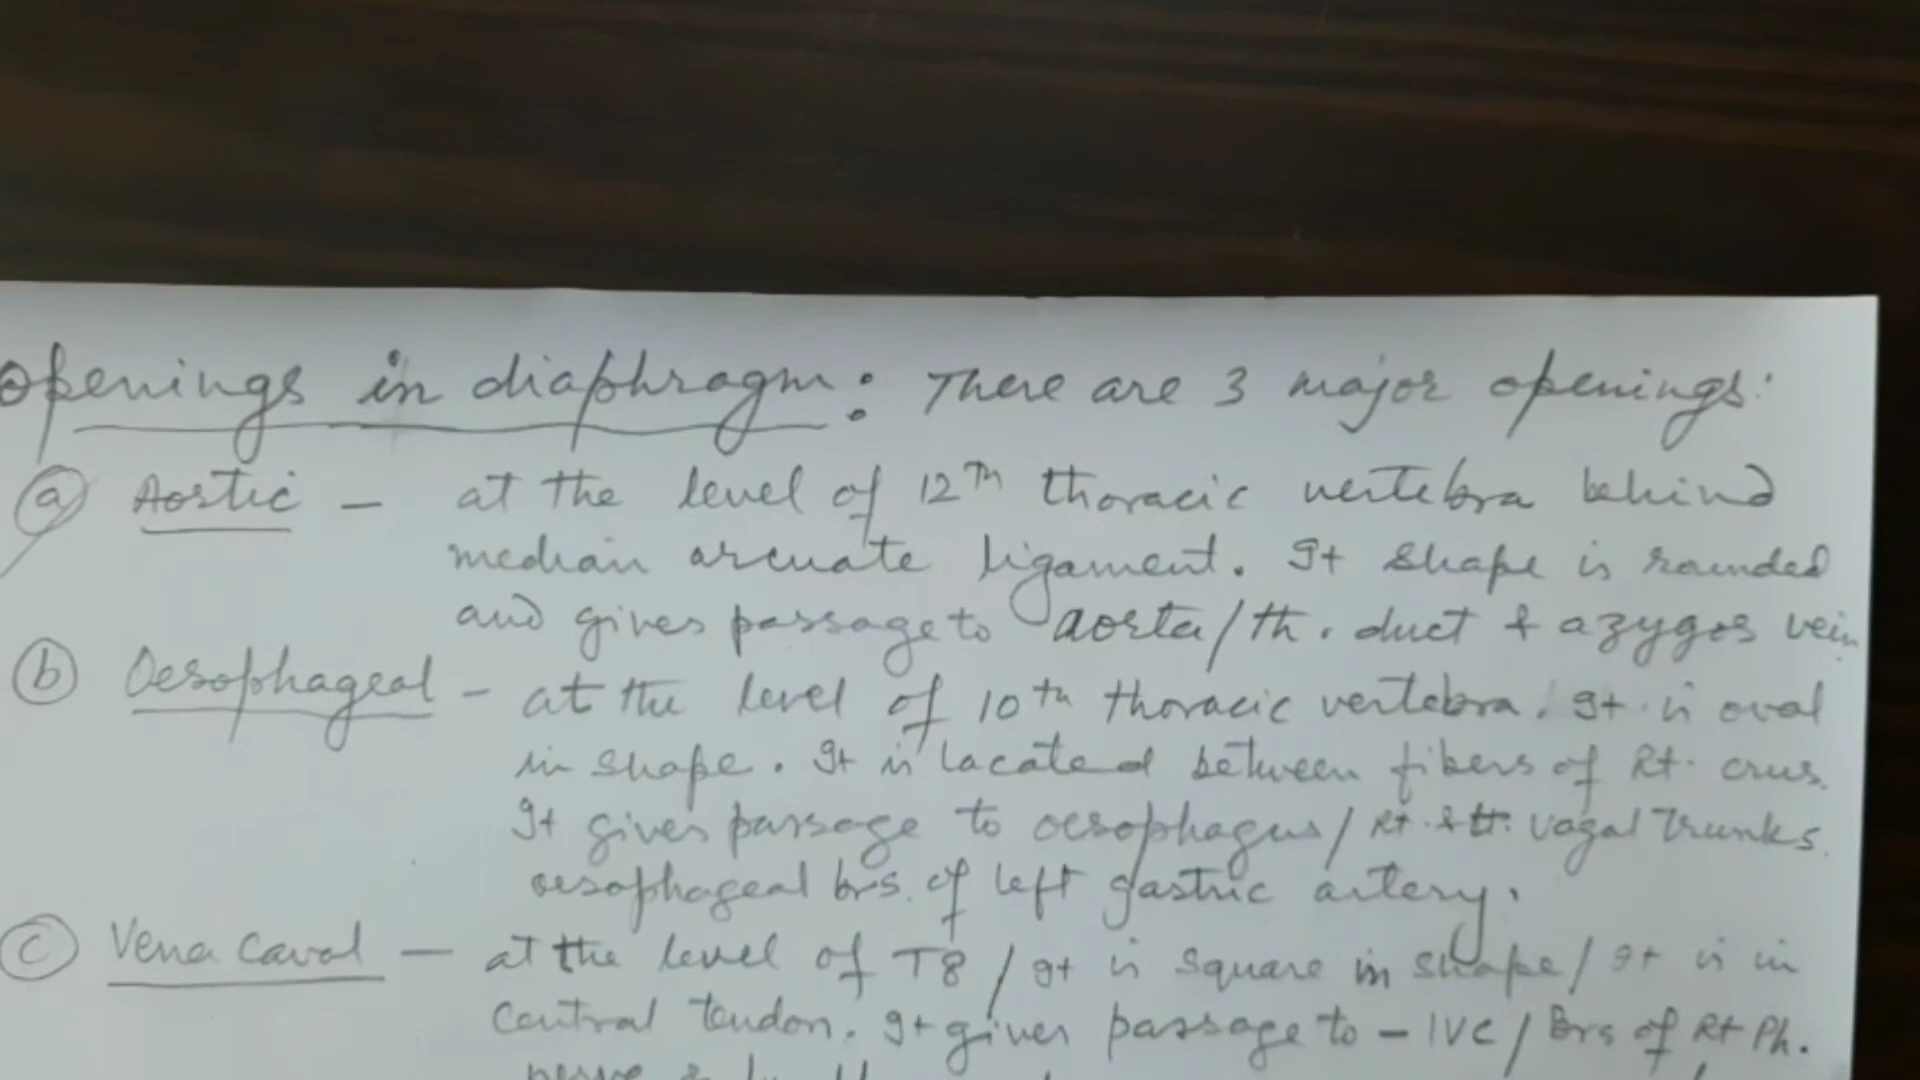 Openings in diaphragm: There are 3 major openings:
(a) Aortic - at the level of 12th thoracic vertebra behind
median arcuate ligament. It shape is rounded
and gives passage to aorta/th. duct & azygos vein
(b) Oesophageal - at the level of 10th thoracic vertebra. It is oval
in shape. It is lacated between fibers of Rt. crus.
It gives passage to oesophagus/ Rt. & lt. vagal trunks.
oesophageal brs. of left gastric artery.
(c) Vena Caval - at the level of T8 / It is square in shape/ It is in
Central tendon. It gives passage to - IVC / Brs of Rt Ph.
nerve &